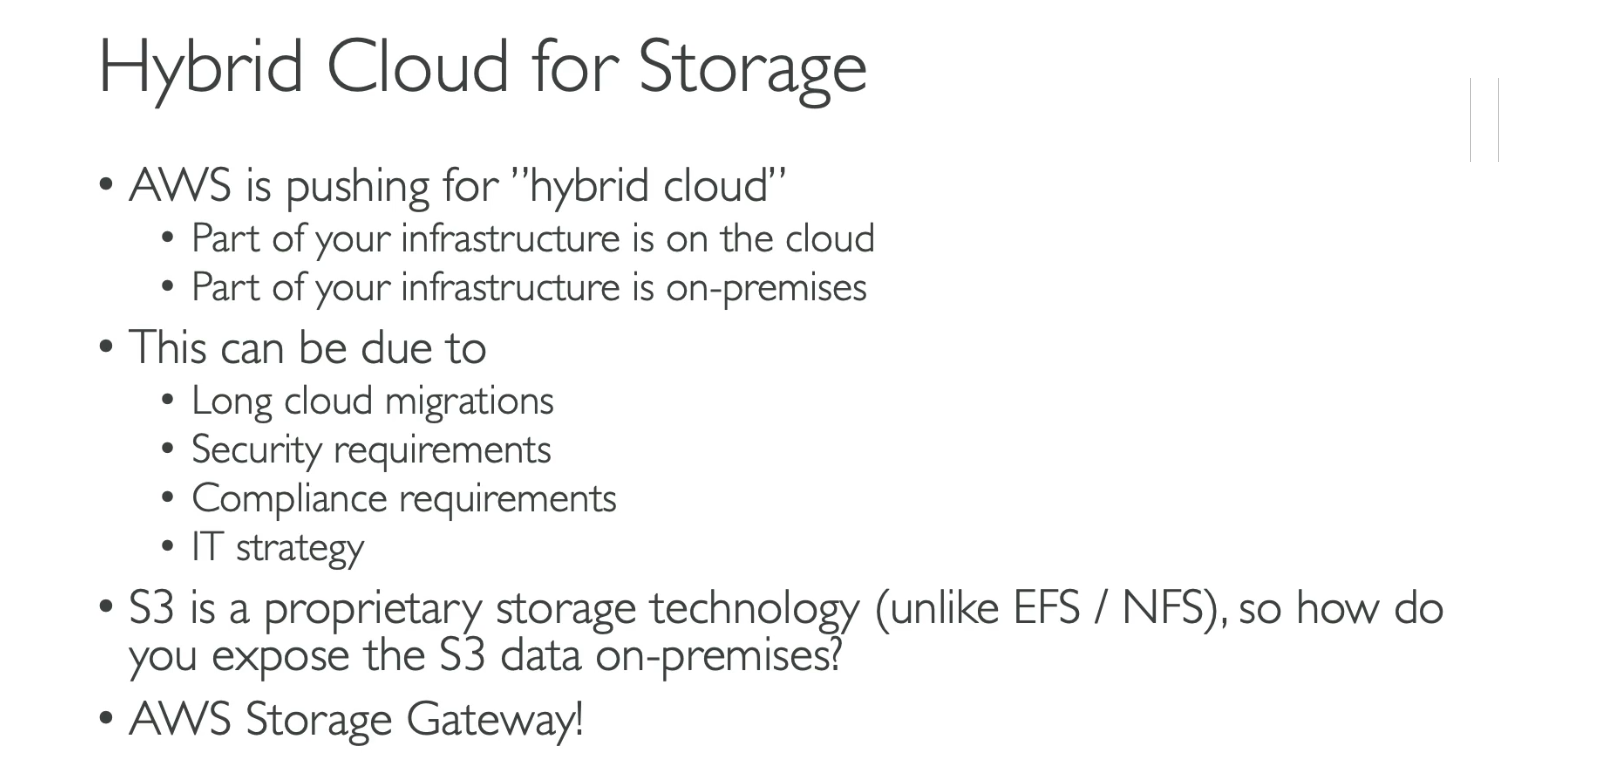 Hybrid Cloud for Storage
• AWS is pushing for ”hybrid cloud”
• Part of your infrastructure is on the cloud
• Part of your infrastructure is on-premises
• This can be due to
• Long cloud migrations
• Security requirements
• Compliance requirements
• IT strategy
• S3 is a proprietary storage technology (unlike EFS / NFS), so how do
you expose the S3 data on-premises?
• AWS Storage Gateway!